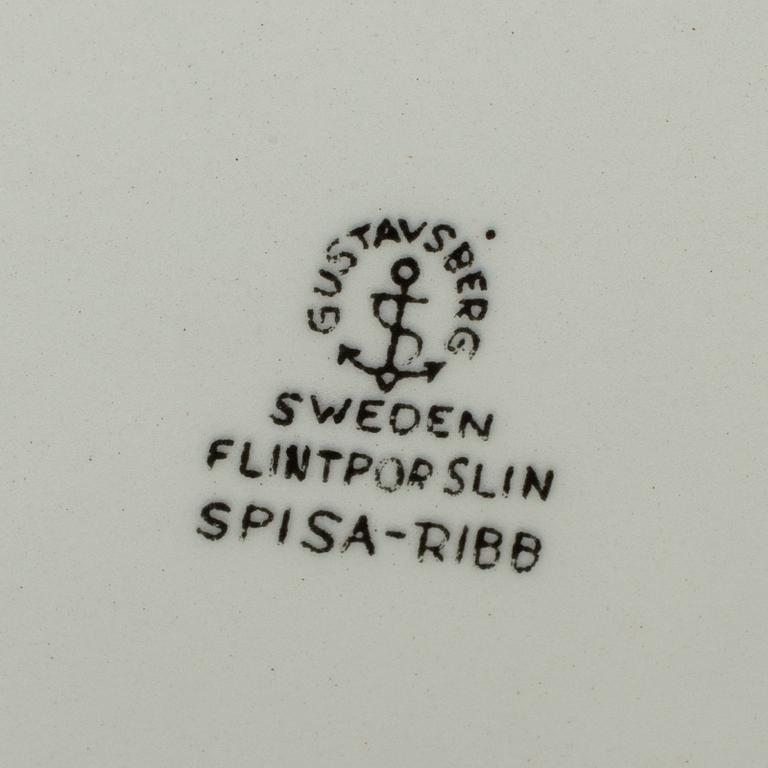 GUSTAVSBERG
S
SWEDEN
FLINTPORSLIN
SPISA-RIBB